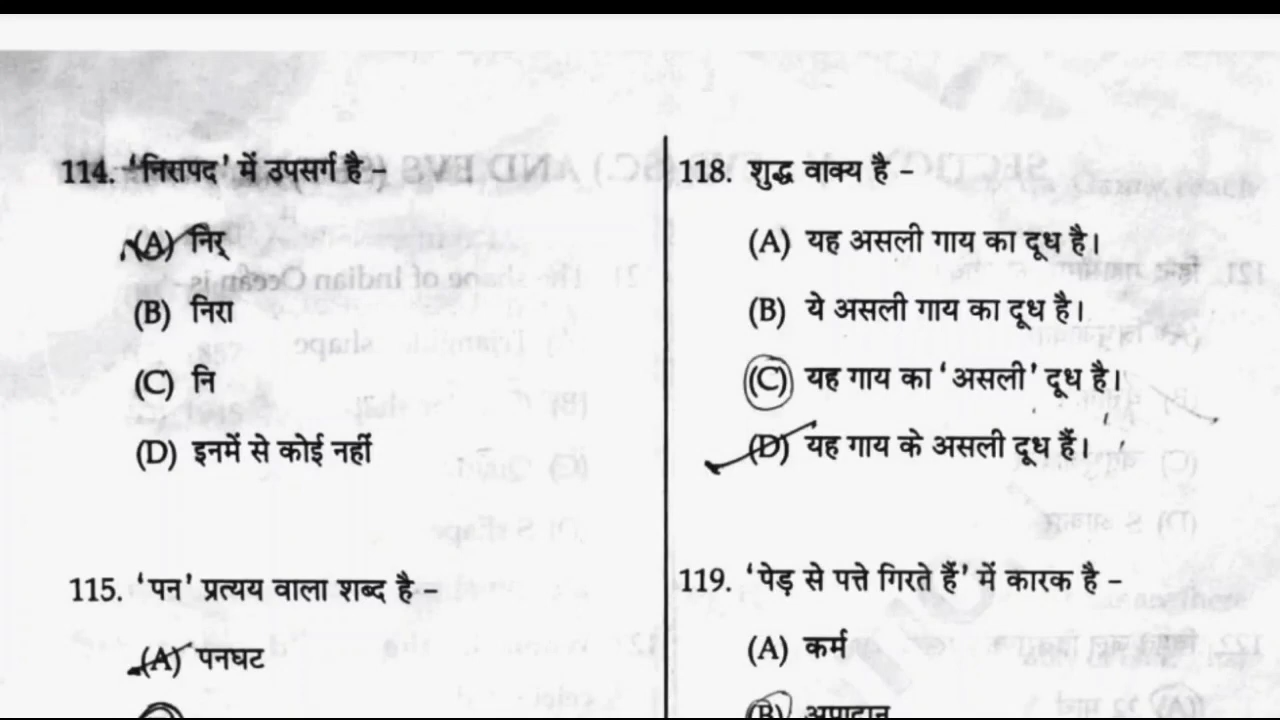 114. 'निरापद' में उपसर्ग है –
(A) निर्
(B) निरा
(C) नि
(D) इनमें से कोई नहीं
115. 'पन' प्रत्यय वाला शब्द है –
(A) पनघट
118. शुद्ध वाक्य है –
(A) यह असली गाय का दूध है।
(B) ये असली गाय का दूध है।
(C) यह गाय का 'असली' दूध है।
(D) यह गाय के असली दूध हैं।
119. 'पेड़ से पत्ते गिरते हैं' में कारक है –
(A) कर्म
(B) अपादान